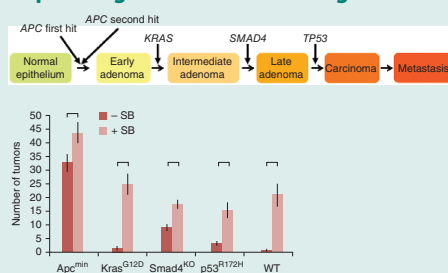 APC first hit
APC second hit
KRAS
SMAD4
TP53
Normal epithelium
Early adenoma
Intermediate adenoma
Late adenoma
Carcinoma
Metastasis
Number of tumors
50
45
40
35
30
25
20
15
10
5
0
– SB
+ SB
Apcmin
KrasG12D
Smad4KO
p53R172H
WT